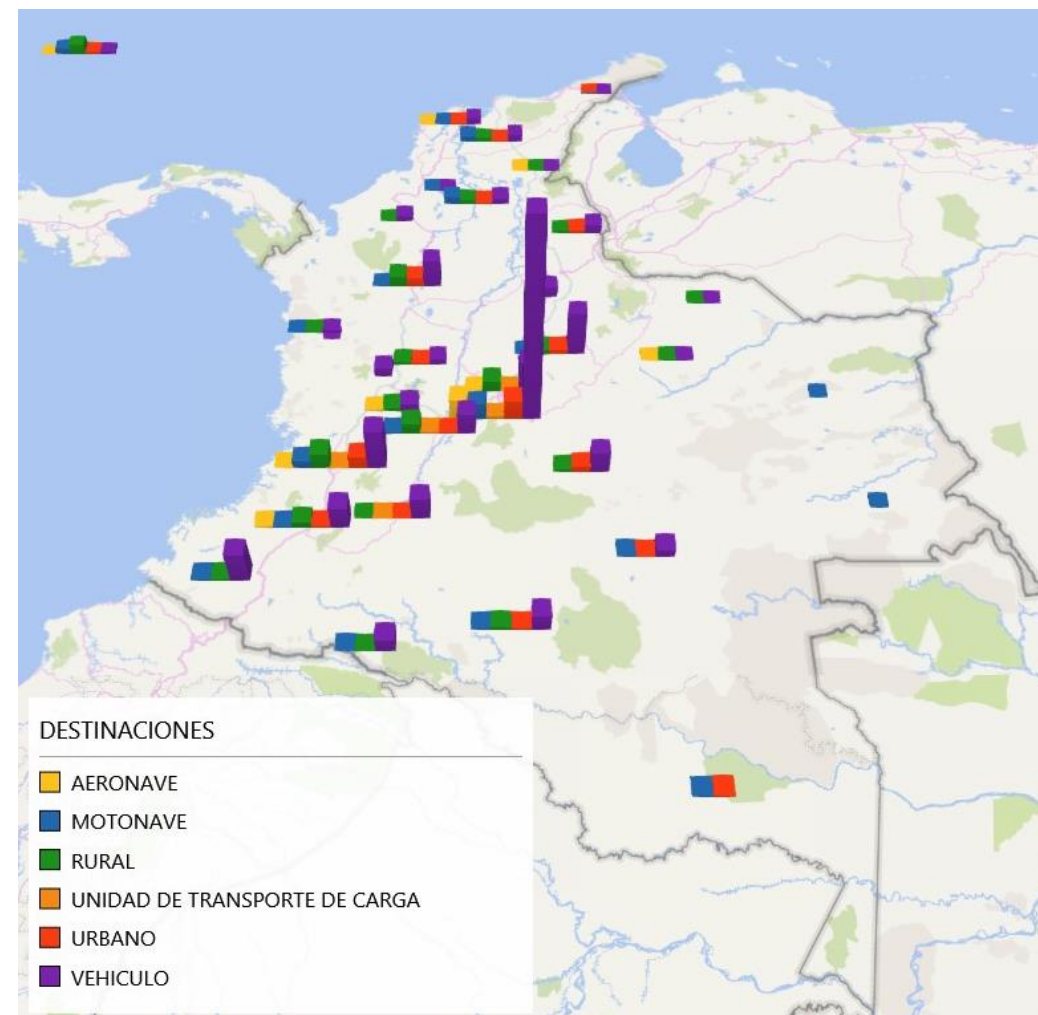 DESTINACIONES
AERONAVE
MOTONAVE
RURAL
UNIDAD DE TRANSPORTE DE CARGA
URBANO
VEHICULO